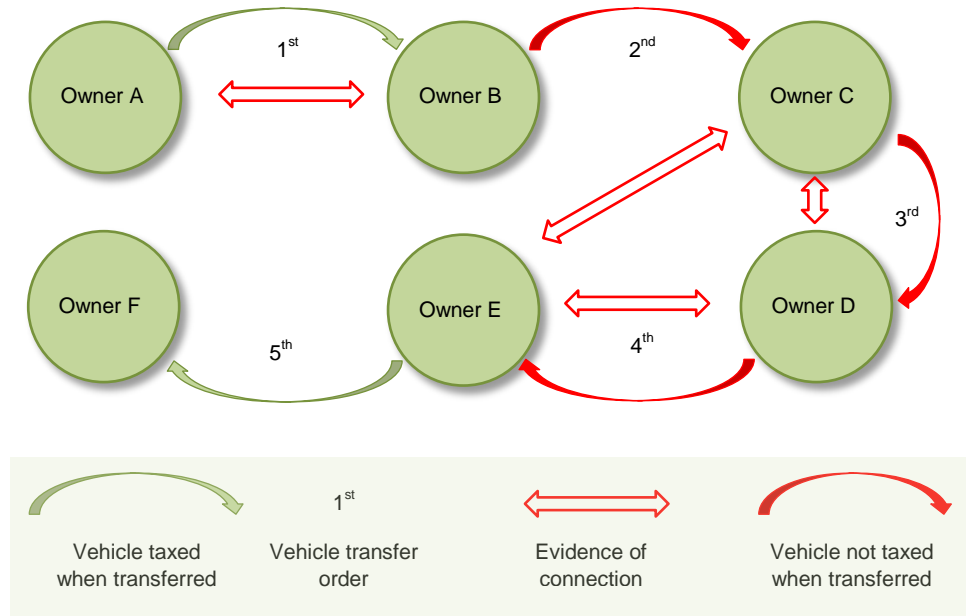 1st
2nd
Owner A
Owner B
Owner C
3rd
Owner F
Owner E
Owner D
5th
4th
1st
Vehicle taxed
when transferred
Vehicle transfer
order
Evidence of
connection
Vehicle not taxed
when transferred